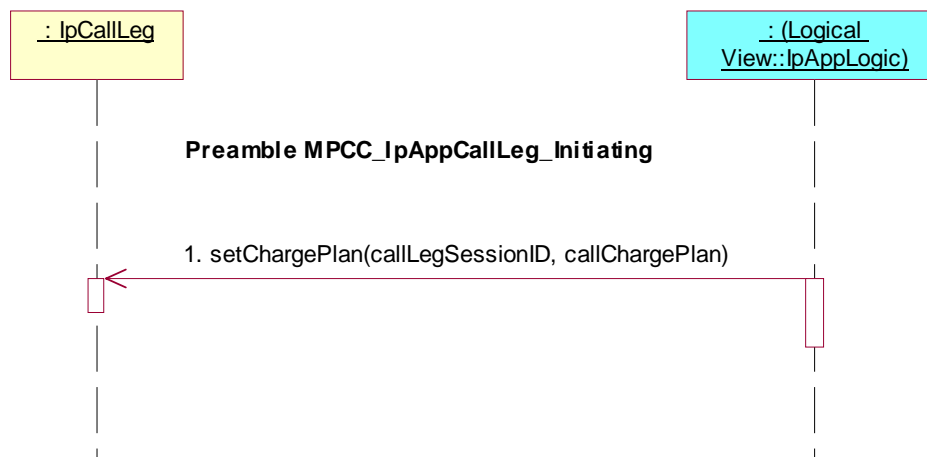 : IpCallLeg
: (Logical
View::IpAppLogic)
Preamble MPCC_IpAppCallLeg_Initiating
1. setChargePlan(callLegSessionID, callChargePlan)